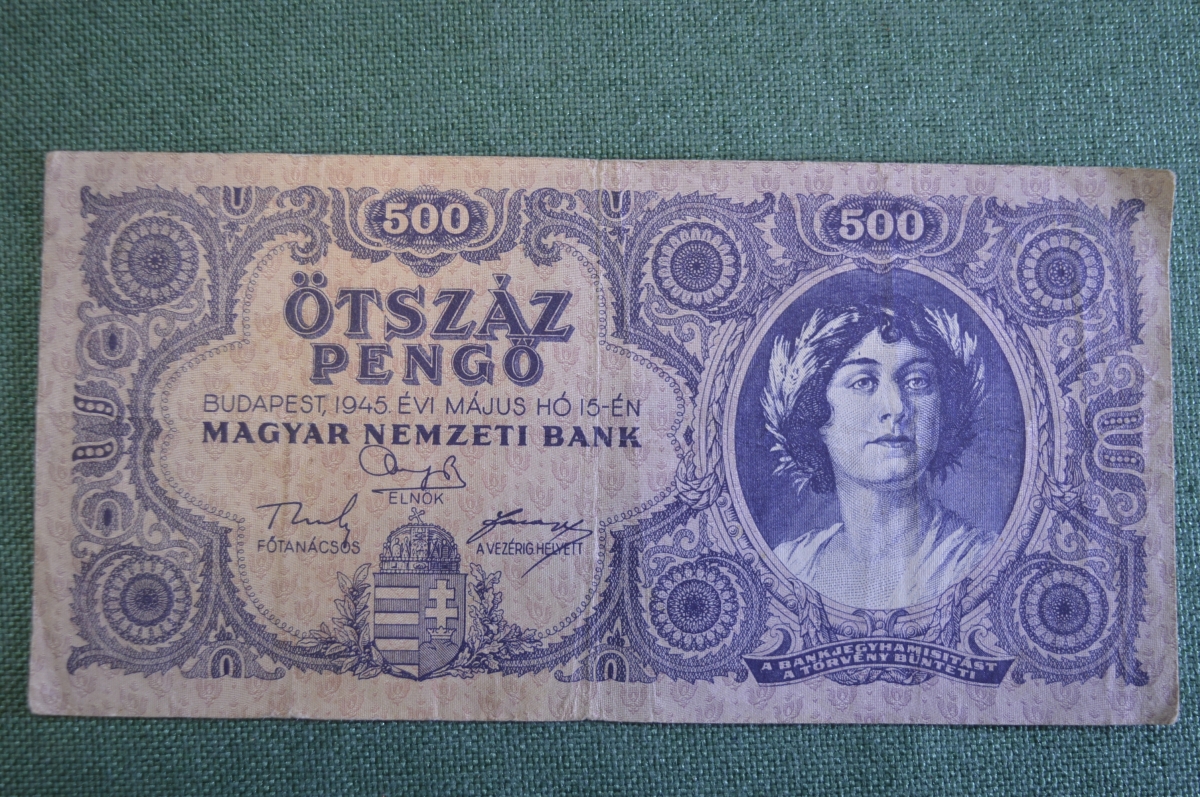 500 500
ÖTSZÁZ
PENGŐ
BUDAPEST, 1945. ÉVI MÁJUS HÓ 15-ÉN
MAGYAR NEMZETI BANK
ELNÖK
FŐTANÁCSOS A VEZÉRIG. HELYETT
A BANKJEGYHAMISÍTÁST
A TÖRVÉNY BÜNTETI